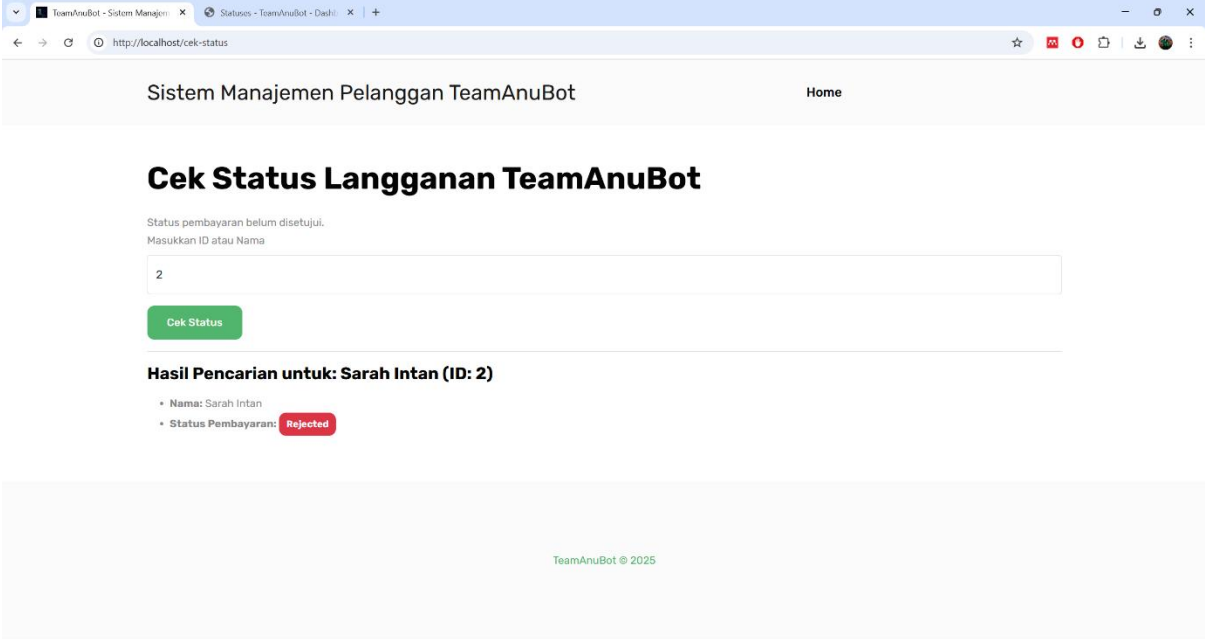 TeamAnuBot - Sistem Manajem
Statuses - TeamAnuBot - Dashb
http://localhost/cek-status
Sistem Manajemen Pelanggan TeamAnuBot
Home
Cek Status Langganan TeamAnuBot
Status pembayaran belum disetujui.
Masukkan ID atau Nama
2
Cek Status
Hasil Pencarian untuk: Sarah Intan (ID: 2)
• Nama: Sarah Intan
• Status Pembayaran: Rejected
TeamAnuBot © 2025